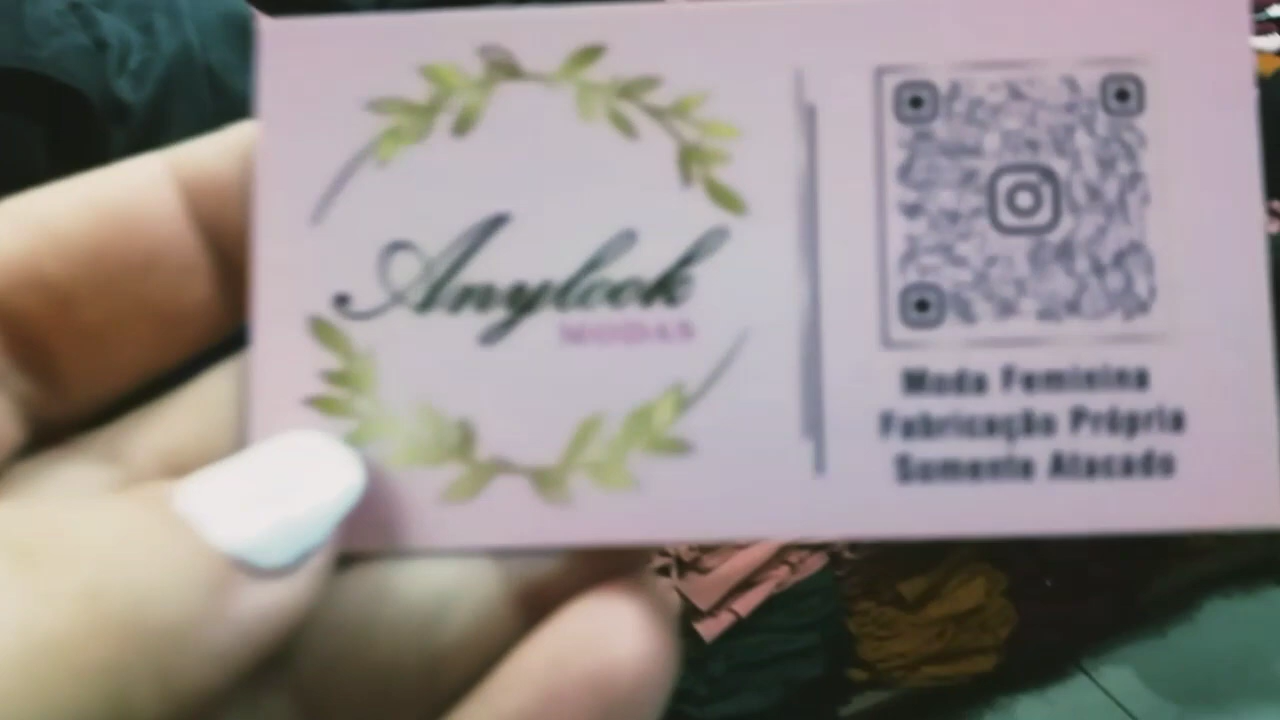 Anylook
MODAS
Moda Feminina
Fabricação Própria
Somente Atacado